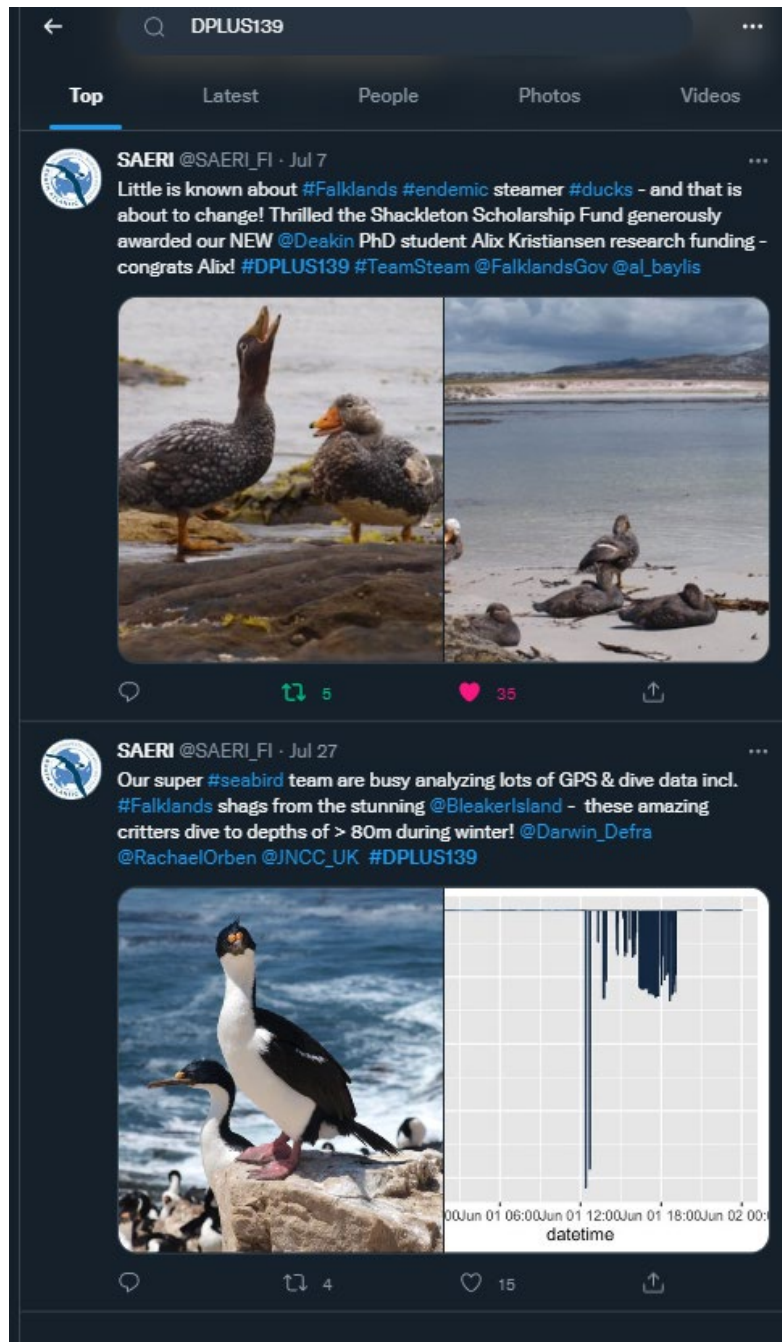 DPLUS139
Top Latest People Photos Videos
SAERI @SAERI_FI · Jul 7
Little is known about #Falklands #endemic steamer #ducks - and that is
about to change! Thrilled the Shackleton Scholarship Fund generously
awarded our NEW @Deakin PhD student Alix Kristiansen research funding -
congrats Alix! #DPLUS139 #TeamSteam @FalklandsGov @al_baylis
5 35
SAERI @SAERI_FI · Jul 27
Our super #seabird team are busy analyzing lots of GPS & dive data incl.
#Falklands shags from the stunning @BleakerIsland - these amazing
critters dive to depths of > 80m during winter! @Darwin_Defra
@RachaelOrben @JNCC_UK #DPLUS139
00Jun 01 06:00Jun 01 12:00Jun 01 18:00Jun 02 00:
datetime
4 15